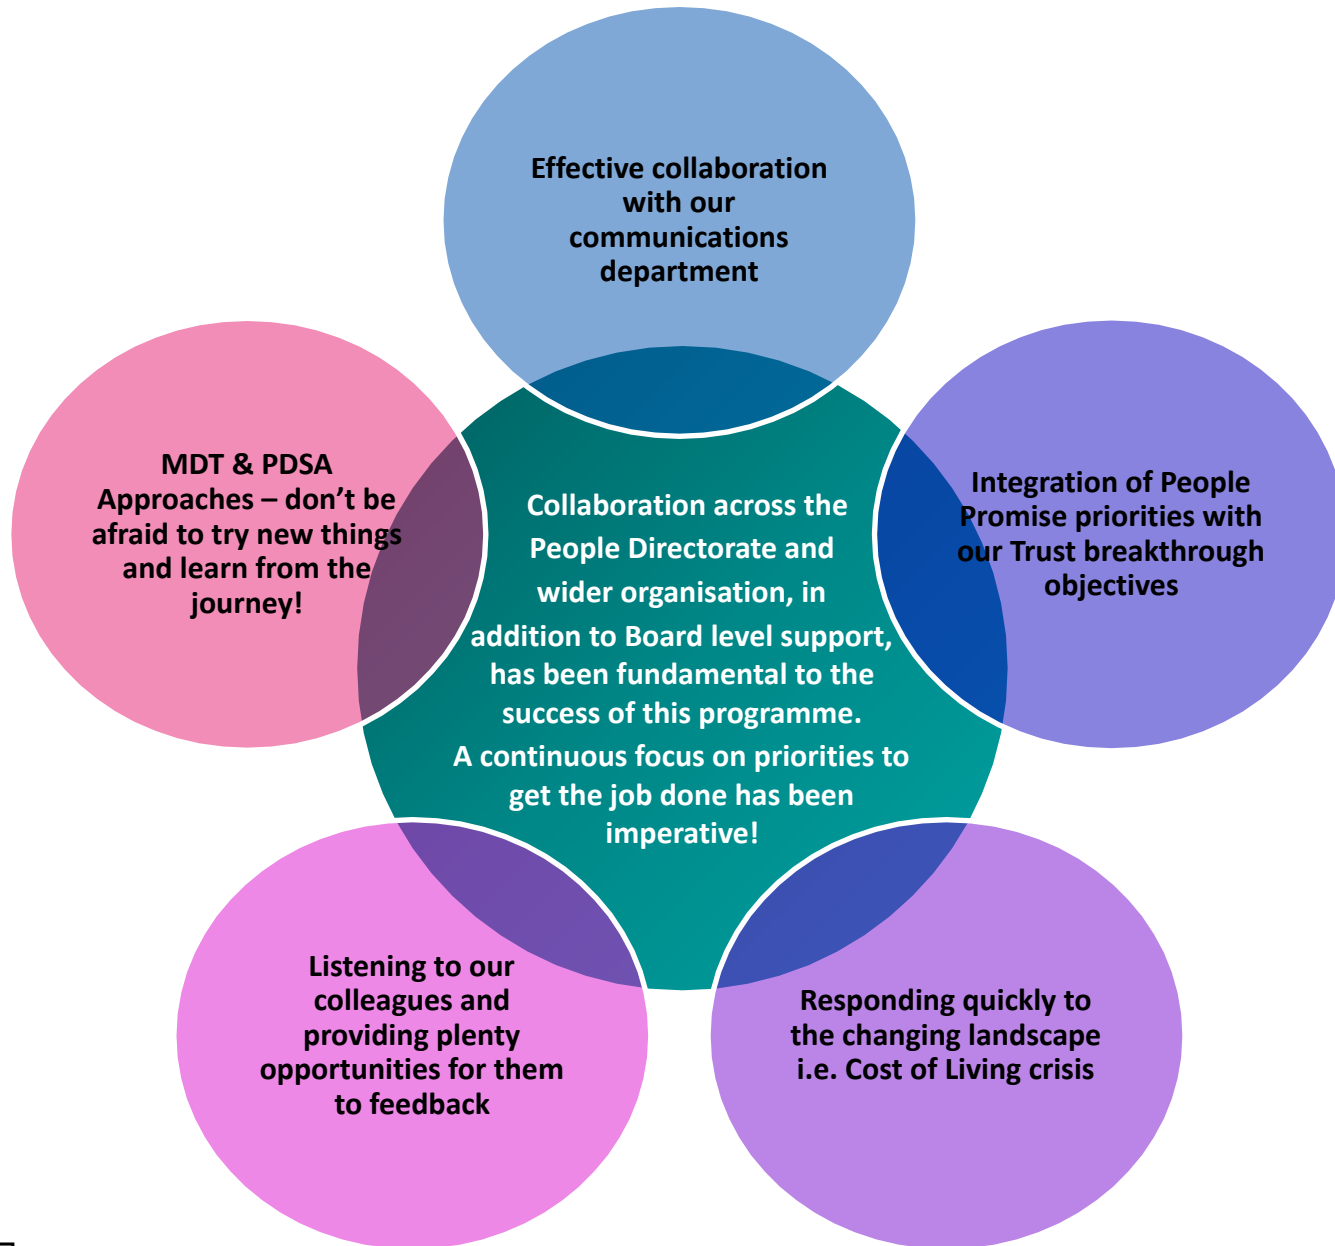 Effective collaboration
with our
communications
department
MDT & PDSA
Approaches – don’t be
afraid to try new things
and learn from the
journey!
Collaboration across the
People Directorate and
wider organisation, in
addition to Board level support,
has been fundamental to the
success of this programme.
A continuous focus on priorities to
get the job done has been
imperative!
Integration of People
Promise priorities with
our Trust breakthrough
objectives
Listening to our
colleagues and
providing plenty
opportunities for them
to feedback
Responding quickly to
the changing landscape
i.e. Cost of Living crisis